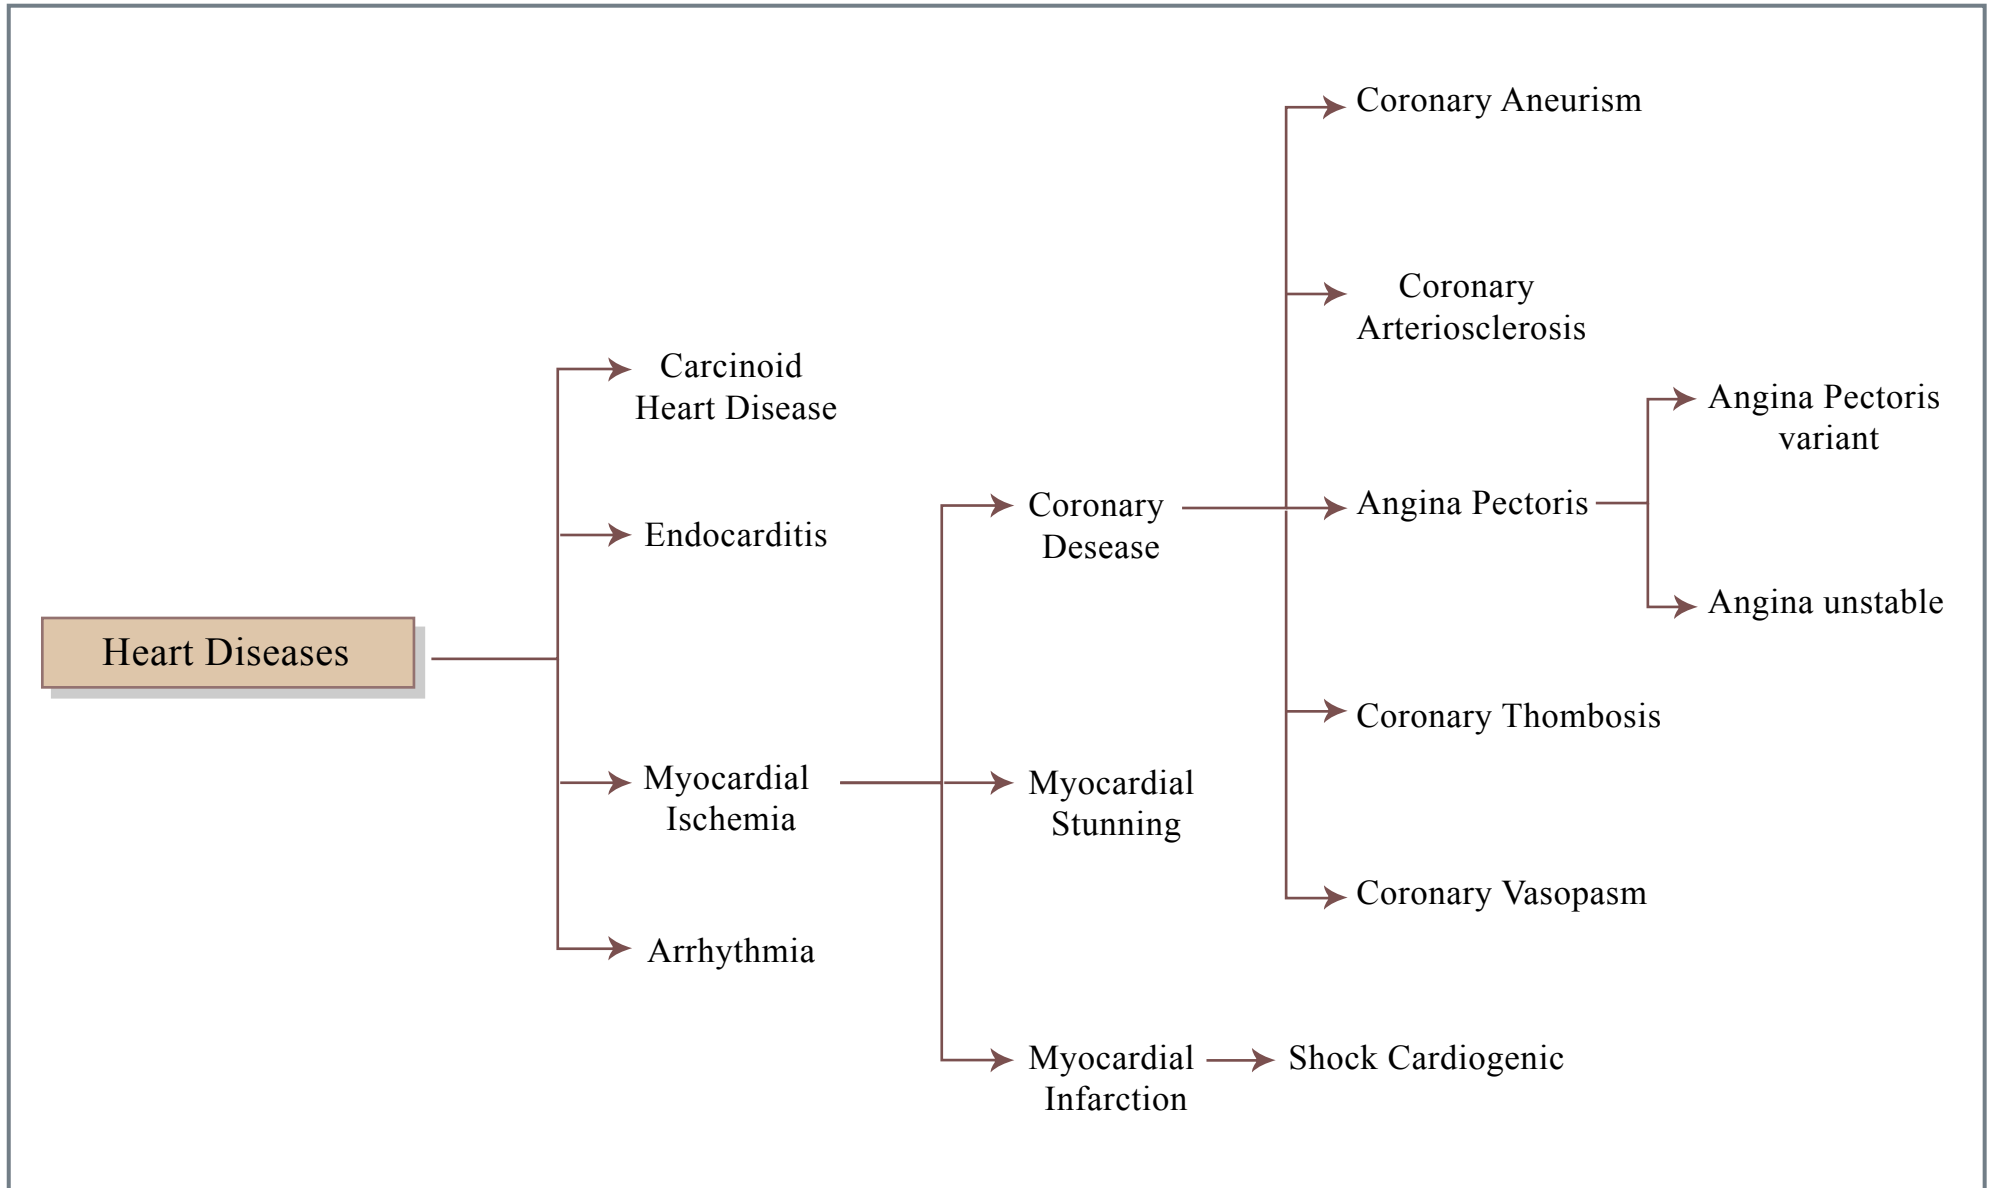 Heart Diseases
Carcinoid
Heart Disease
Endocarditis
Myocardial
Ischemia
Arrhythmia
Coronary
Desease
Myocardial
Stunning
Myocardial
Infarction
Shock Cardiogenic
Coronary Aneurism
Coronary
Arteriosclerosis
Angina Pectoris
Coronary Thombosis
Coronary Vasopasm
Angina Pectoris
variant
Angina unstable